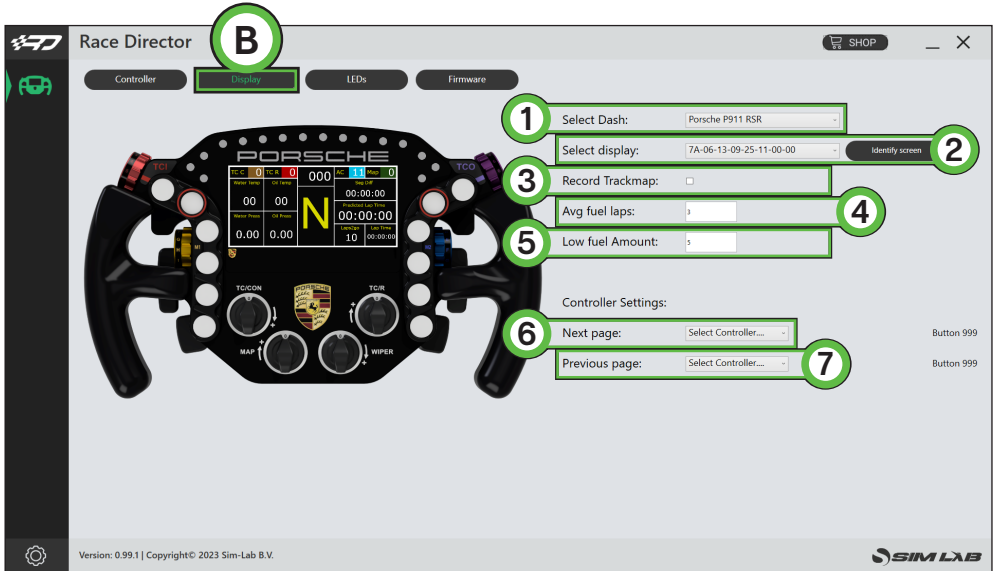 Race Director
B
SHOP
Controller
Display
LEDs
Firmware
1
Select Dash:
Porsche P911 RSR
Select display:
7A-06-13-09-25-11-00-00
Identify screen
2
3
Record Trackmap:
Avg fuel laps:
3
4
5
Low fuel Amount:
5
Controller Settings:
6
Next page:
Select Controller....
Button 999
Previous page:
Select Controller....
7
Button 999
PORSCHE
TCI
TCO
TC C 0 TC R 0 000 AC 11 Map 0
Water Temp Oil Temp Seg Diff
00 00 00:00:00
N
Predicted Lap Time
00:00:00
Water Press Oil Press
0.00 0.00
Laps2go Lap Time
10 00:00:00
M1
TC/CON
PORSCHE
TC/R
MAP
WIPER
Version: 0.99.1 | Copyright© 2023 Sim-Lab B.V.
SIM LAB